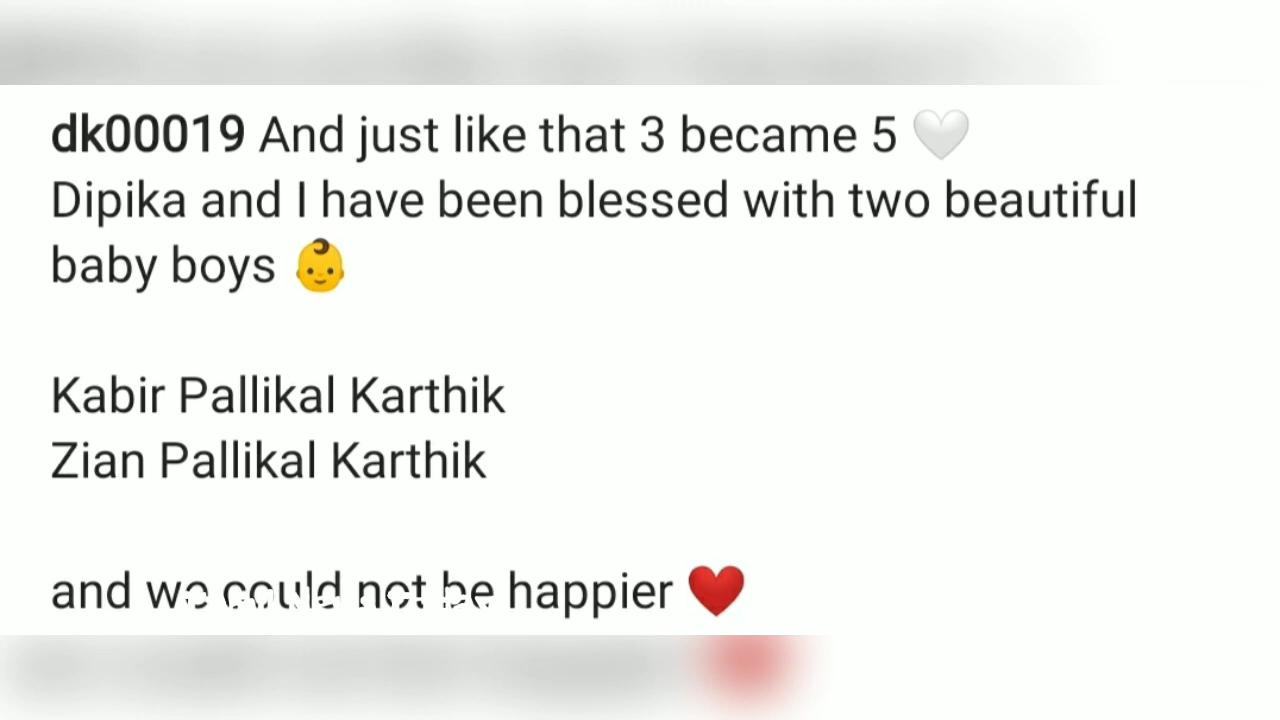 dk00019 And just like that 3 became 5 🤍
Dipika and I have been blessed with two beautiful
baby boys 👶
Kabir Pallikal Karthik
Zian Pallikal Karthik
and we could not be happier ❤️